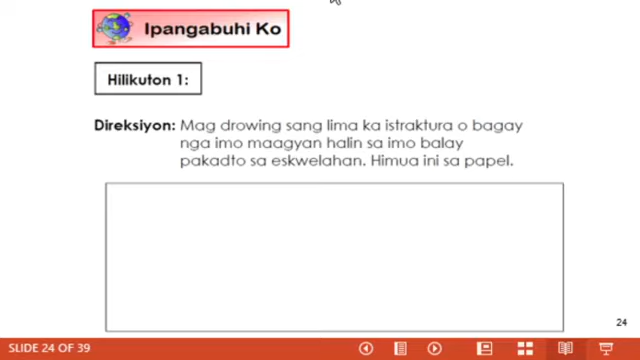 Ipangabuhi Ko
Hilikuton 1:
Direksiyon: Mag drowing sang lima ka istraktura o bagay
nga imo maagyan halin sa imo balay
pakadto sa eskwelahan. Himua ini sa papel.
24
SLIDE 24 OF 39